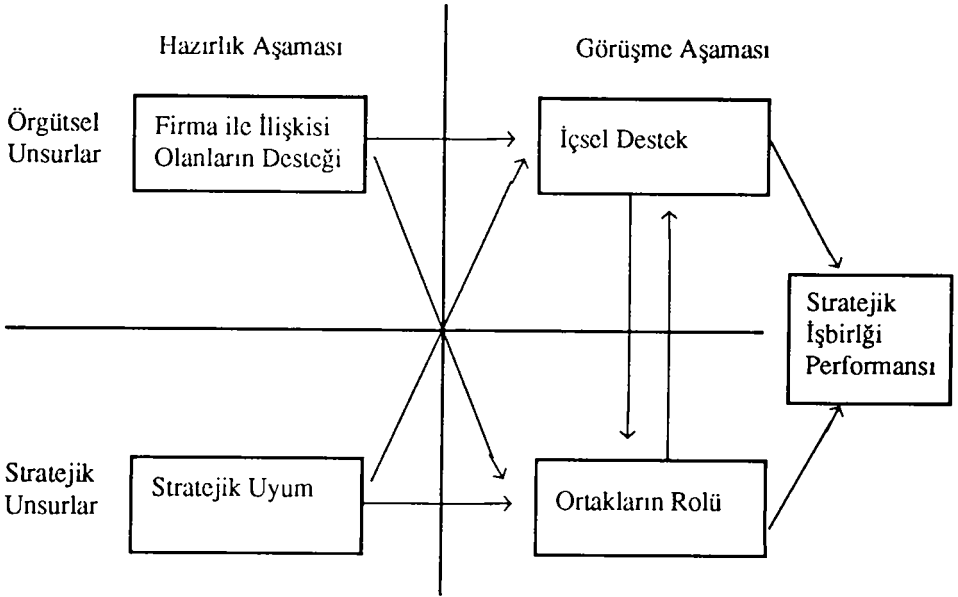 Hazırlık Aşaması
Görüşme Aşaması
Örgütsel
Unsurlar
Firma ile İlişkisi
Olanların Desteği
İçsel Destek
Stratejik
İşbirlği
Performansı
Stratejik
Unsurlar
Stratejik Uyum
Ortakların Rolü